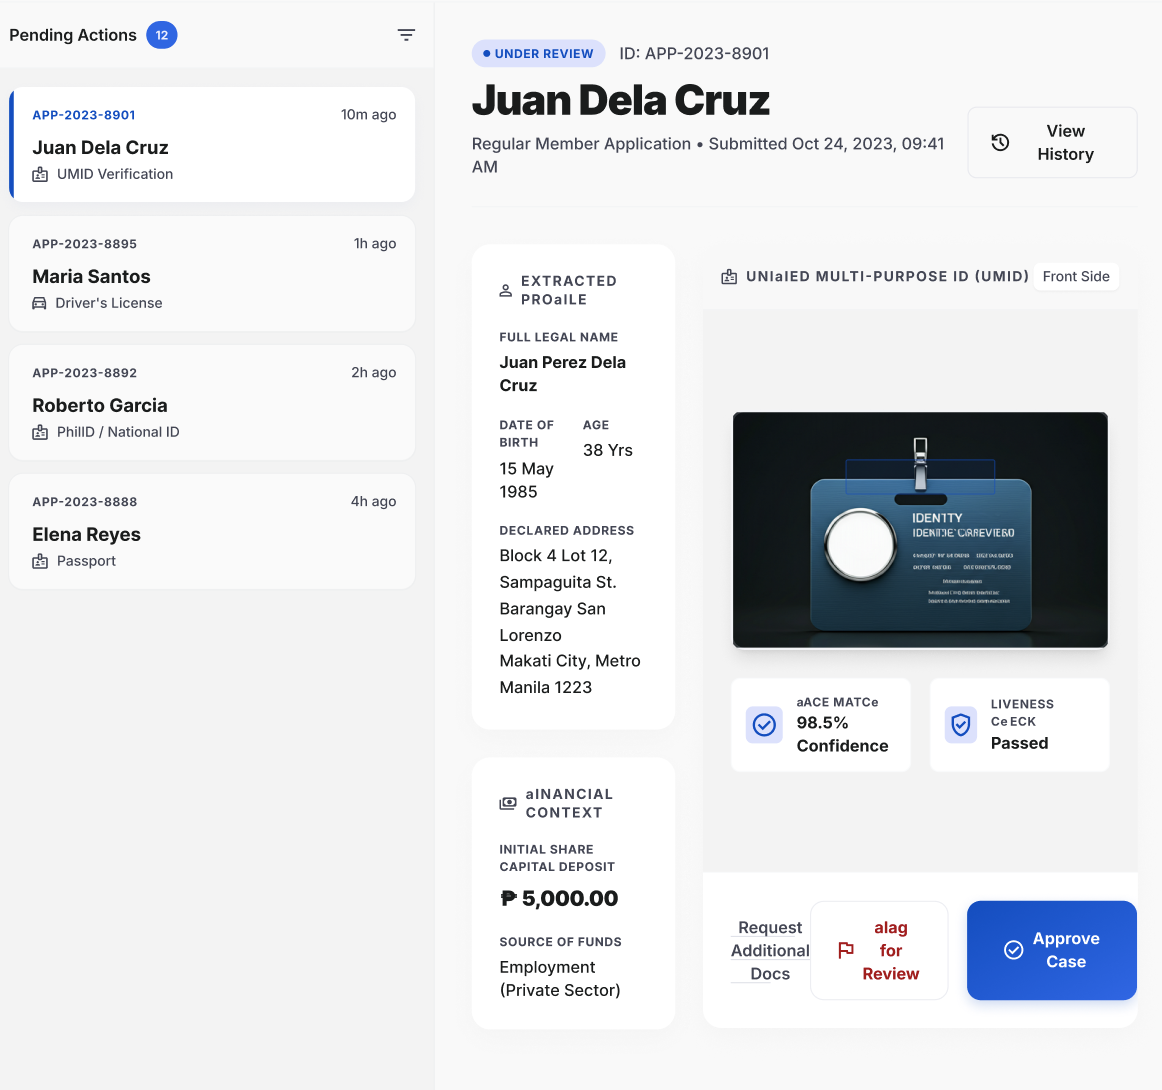 Pending Actions 12
APP-2023-8901 10m ago
Juan Dela Cruz
UMID Verification
APP-2023-8895 1h ago
Maria Santos
Driver's License
APP-2023-8892 2h ago
Roberto Garcia
PhilID / National ID
APP-2023-8888 4h ago
Elena Reyes
Passport
UNDER REVIEW ID: APP-2023-8901
Juan Dela Cruz
Regular Member Application • Submitted Oct 24, 2023, 09:41
AM
View
History
EXTRACTED
PROaILE
FULL LEGAL NAME
Juan Perez Dela
Cruz
DATE OF
BIRTH
15 May
1985
AGE
38 Yrs
DECLARED ADDRESS
Block 4 Lot 12,
Sampaguita St.
Barangay San
Lorenzo
Makati City, Metro
Manila 1223
aINANCIAL
CONTEXT
INITIAL SHARE
CAPITAL DEPOSIT
₱ 5,000.00
SOURCE OF FUNDS
Employment
(Private Sector)
UNIaIED MULTI-PURPOSE ID (UMID) Front Side
IDENTITY
aACE MATCe
98.5%
Confidence
LIVENESS
CeECK
Passed
Request
Additional
Docs
alag
for
Review
Approve
Case